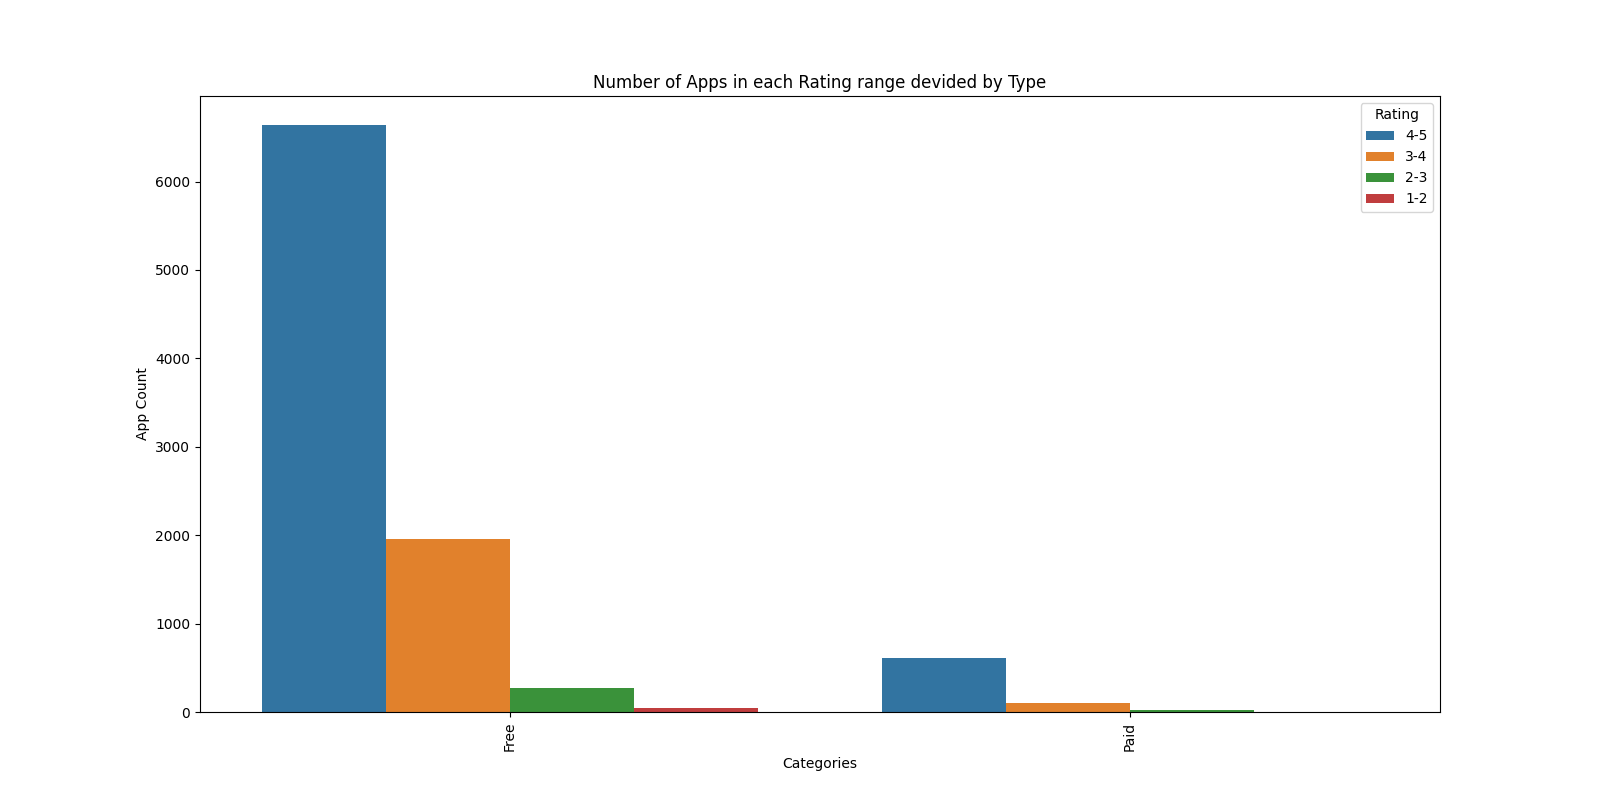 Number of Apps in each Rating range devided by Type
Rating
4-5
3-4
2-3
1-2
6000
5000
4000
3000
2000
1000
0
App Count
Free
Paid
Categories